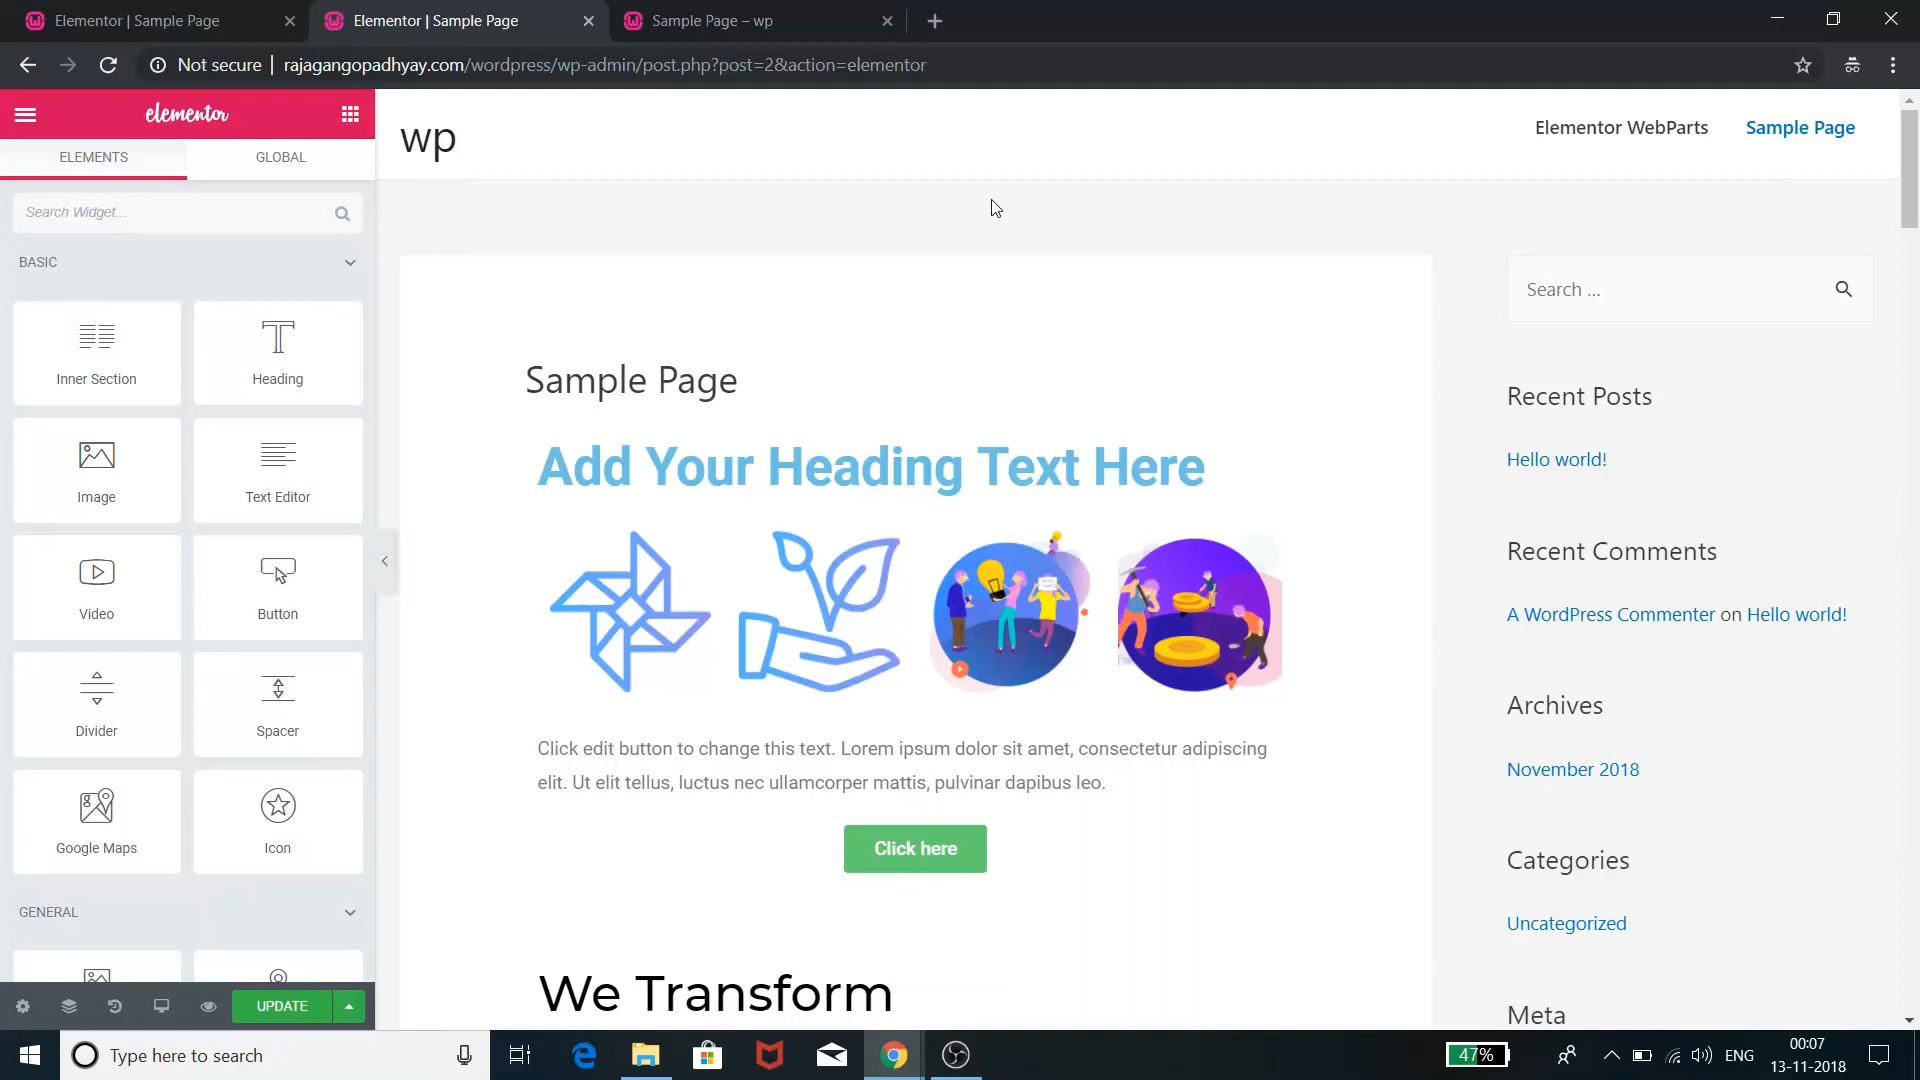 Elementor | Sample Page
Elementor | Sample Page
Sample Page – wp
Not secure | rajagangopadhyay.com/wordpress/wp-admin/post.php?post=2&action=elementor
elementor
ELEMENTS
GLOBAL
Search Widget...
BASIC
Inner Section
Heading
Image
Text Editor
Video
Button
Divider
Spacer
Google Maps
Icon
GENERAL
UPDATE
wp
Elementor WebParts
Sample Page
Sample Page
Add Your Heading Text Here
Click edit button to change this text. Lorem ipsum dolor sit amet, consectetur adipiscing
elit. Ut elit tellus, luctus nec ullamcorper mattis, pulvinar dapibus leo.
Click here
We Transform
Search ...
Recent Posts
Hello world!
Recent Comments
A WordPress Commenter on Hello world!
Archives
November 2018
Categories
Uncategorized
Meta
Type here to search
47%
ENG
00:07
13-11-2018